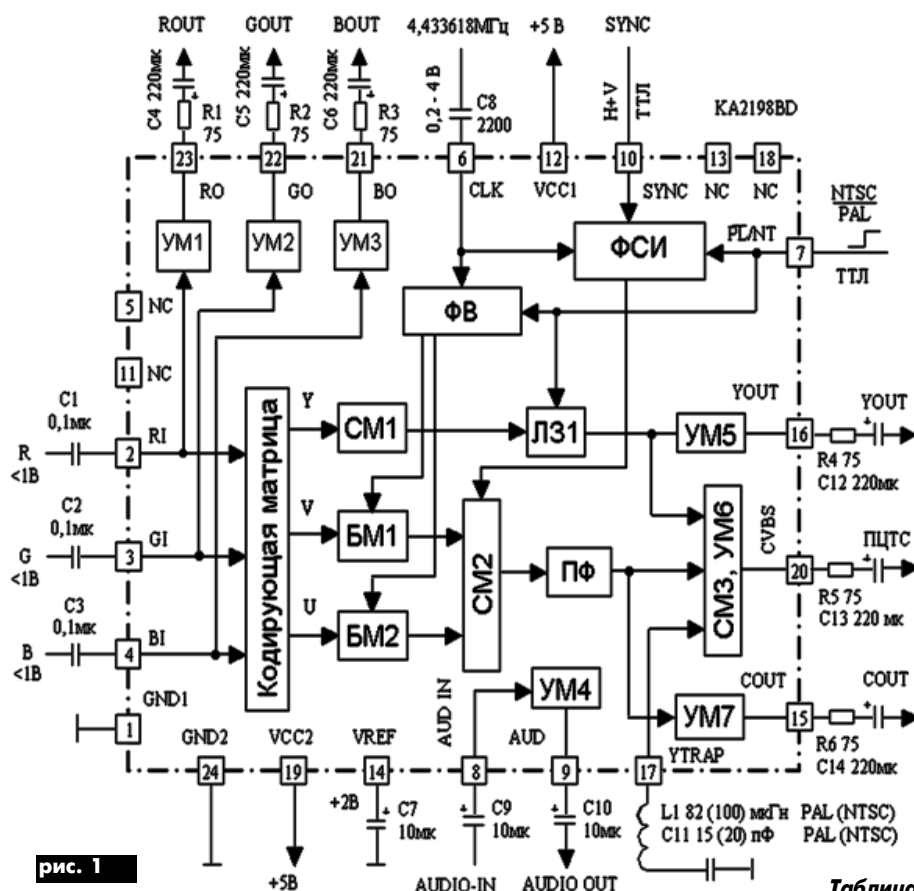 ROUT
GOUT
BOUT
4,433618МГц
+5 В
SYNC
C4 220мк
R1
75
C5 220мк
R2
75
C6 220мк
R3
75
0,2 - 4 В
C8
2200
H+V
ТТЛ
KA2198BD
23
22
21
6
12
10
13
18
RO
GO
BO
CLK
VCC1
SYNC
NC
NC
NTSC
PAL
УМ1
УМ2
УМ3
ФСИ
PL/NT
7
ТТЛ
5
NC
ФВ
11
NC
C1
0,1мк
R
<1В
2
RI
Кодирующая матрица
Y
СМ1
ЛЗ1
YOUT
УМ5
16
YOUT
R4 75
C12 220мк
C2
0,1мк
G
<1В
3
GI
V
БМ1
СМ2
ПФ
СМ3, УМ6
CVBS
20
ПЦТС
R5 75
C13 220 мк
C3
0,1мк
B
<1В
4
BI
U
БМ2
УМ4
COUT
УМ7
15
COUT
R6 75
C14 220мк
GND1
1
GND2
VCC2
VREF
AUD IN
AUD
YTRAP
24
19
14
8
9
17
+2В
C7
10мк
C9
10мк
C10
10мк
L1 82 (100) мкГн PAL (NTSC)
C11 15 (20) пФ PAL (NTSC)
рис. 1
+5В
AUDIO-IN
AUDIO OUT
Таблица